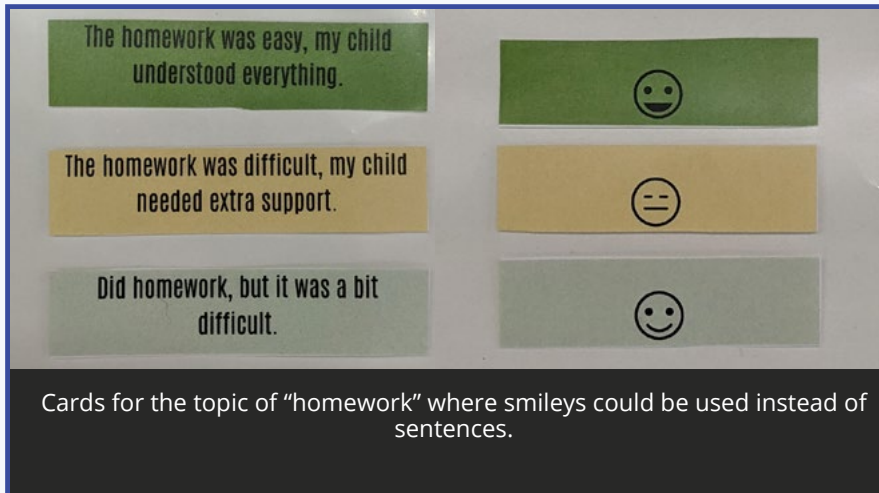 The homework was easy, my child
understood everything.
The homework was difficult, my child
needed extra support.
Did homework, but it was a bit
difficult.
Cards for the topic of “homework” where smileys could be used instead of
sentences.